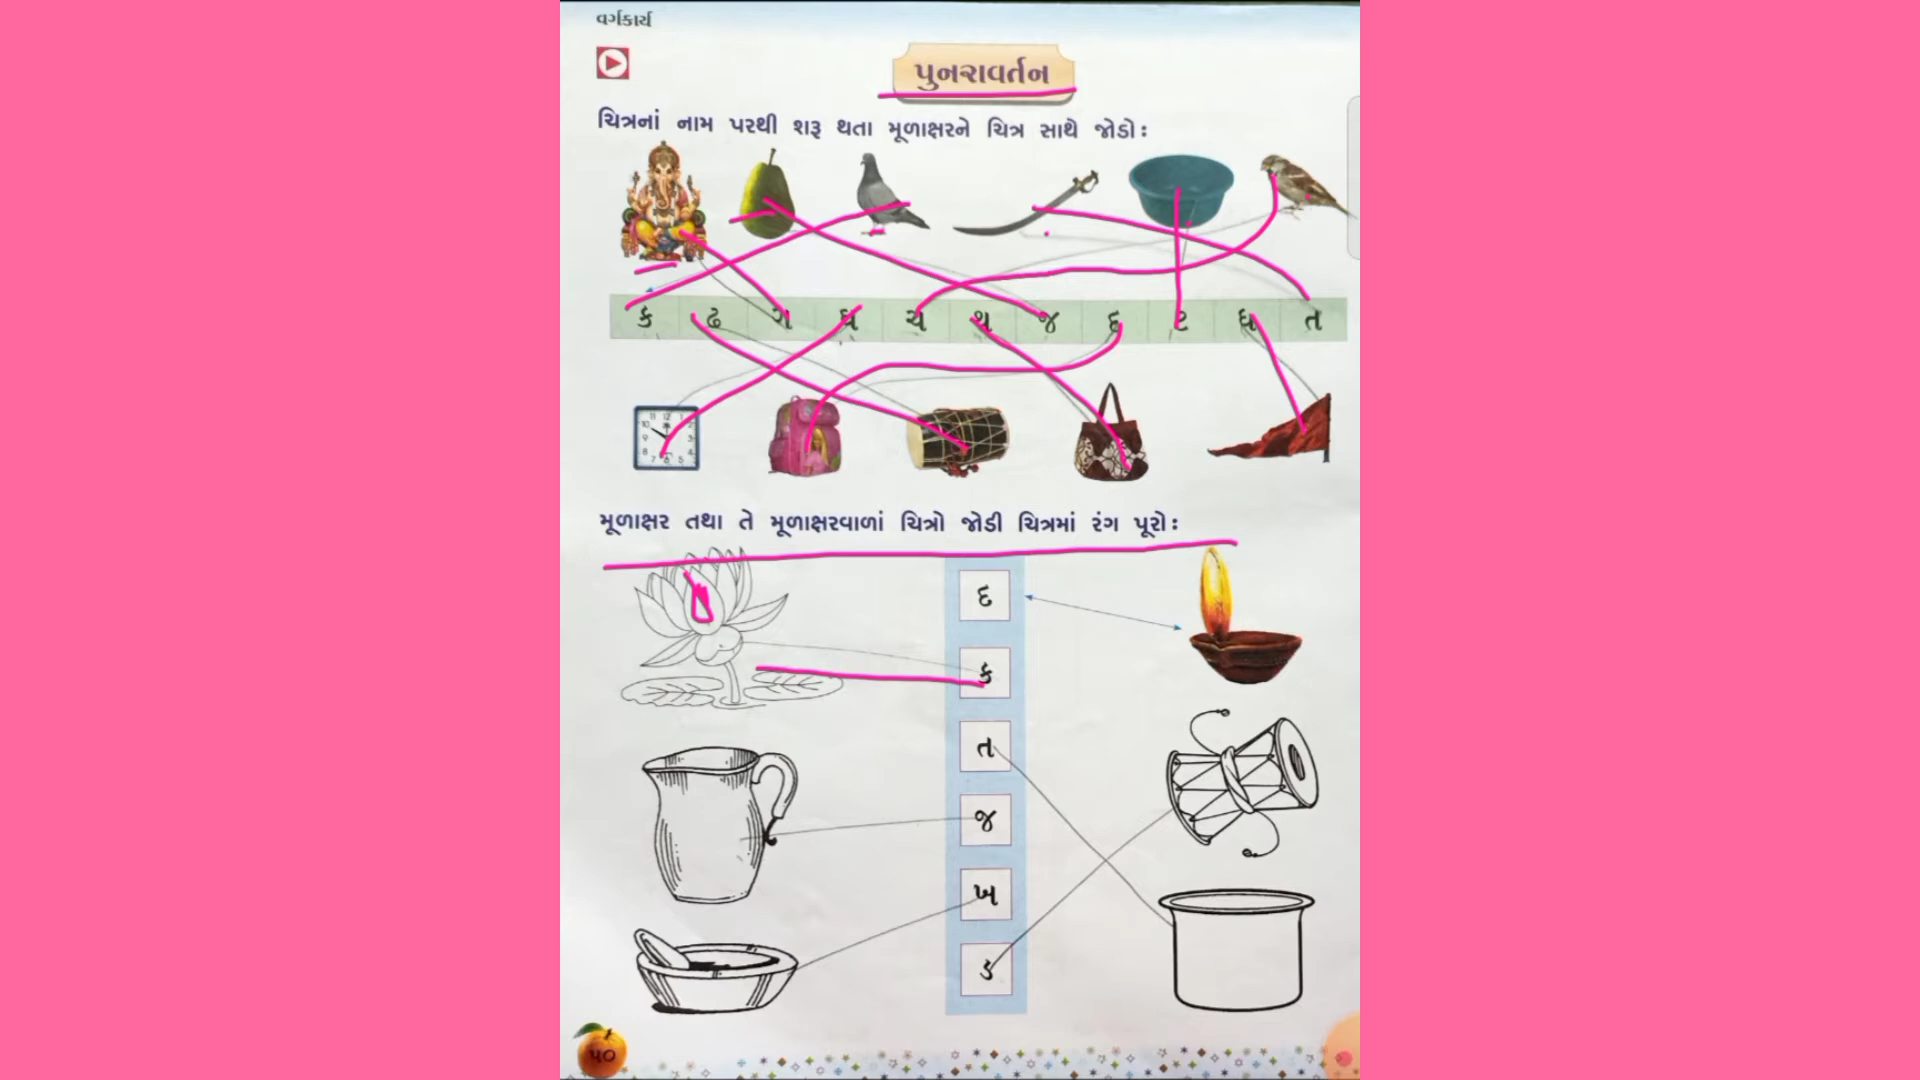 વર્ગકાર્ય
પુનરાવર્તન
ચિત્રનાં નામ પરથી શરૂ થતા મૂળાક્ષરને ચિત્ર સાથે જોડો :
ક ઢ ગ ઘ ચ થ જ દ ટ ધ ત
મૂળાક્ષર તથા તે મૂળાક્ષરવાળાં ચિત્રો જોડી ચિત્રમાં રંગ પૂરો :
દ
ક
ત
જ
ખ
ડ
૫૦